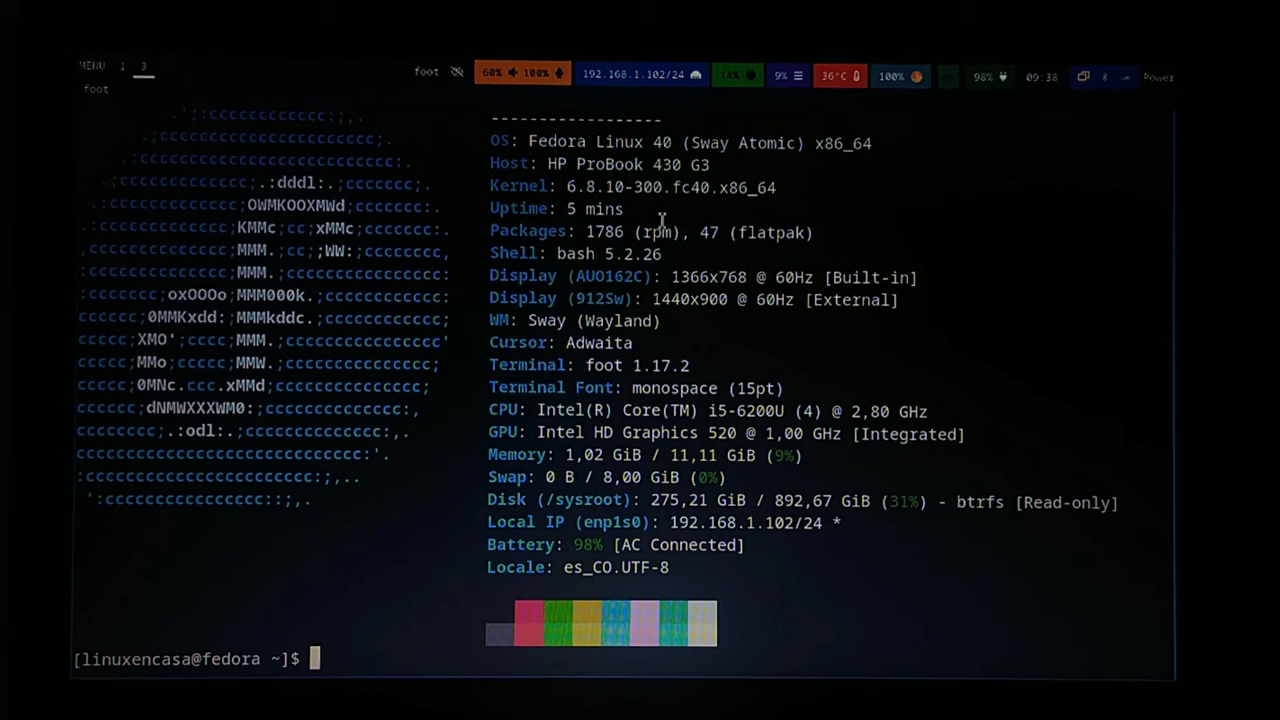 MENU 1 3 foot 60% 100% 192.168.1.102/24 14% 9% 36°C 100% 98% 09:38 Power
foot
------------------
OS: Fedora Linux 40 (Sway Atomic) x86_64
Host: HP ProBook 430 G3
Kernel: 6.8.10-300.fc40.x86_64
Uptime: 5 mins
Packages: 1786 (rpm), 47 (flatpak)
Shell: bash 5.2.26
Display (AUO162C): 1366x768 @ 60Hz [Built-in]
Display (912Sw): 1440x900 @ 60Hz [External]
WM: Sway (Wayland)
Cursor: Adwaita
Terminal: foot 1.17.2
Terminal Font: monospace (15pt)
CPU: Intel(R) Core(TM) i5-6200U (4) @ 2,80 GHz
GPU: Intel HD Graphics 520 @ 1,00 GHz [Integrated]
Memory: 1,02 GiB / 11,11 GiB (9%)
Swap: 0 B / 8,00 GiB (0%)
Disk (/sysroot): 275,21 GiB / 892,67 GiB (31%) - btrfs [Read-only]
Local IP (enp1s0): 192.168.1.102/24 *
Battery: 98% [AC Connected]
Locale: es_CO.UTF-8
[linuxencasa@fedora ~]$